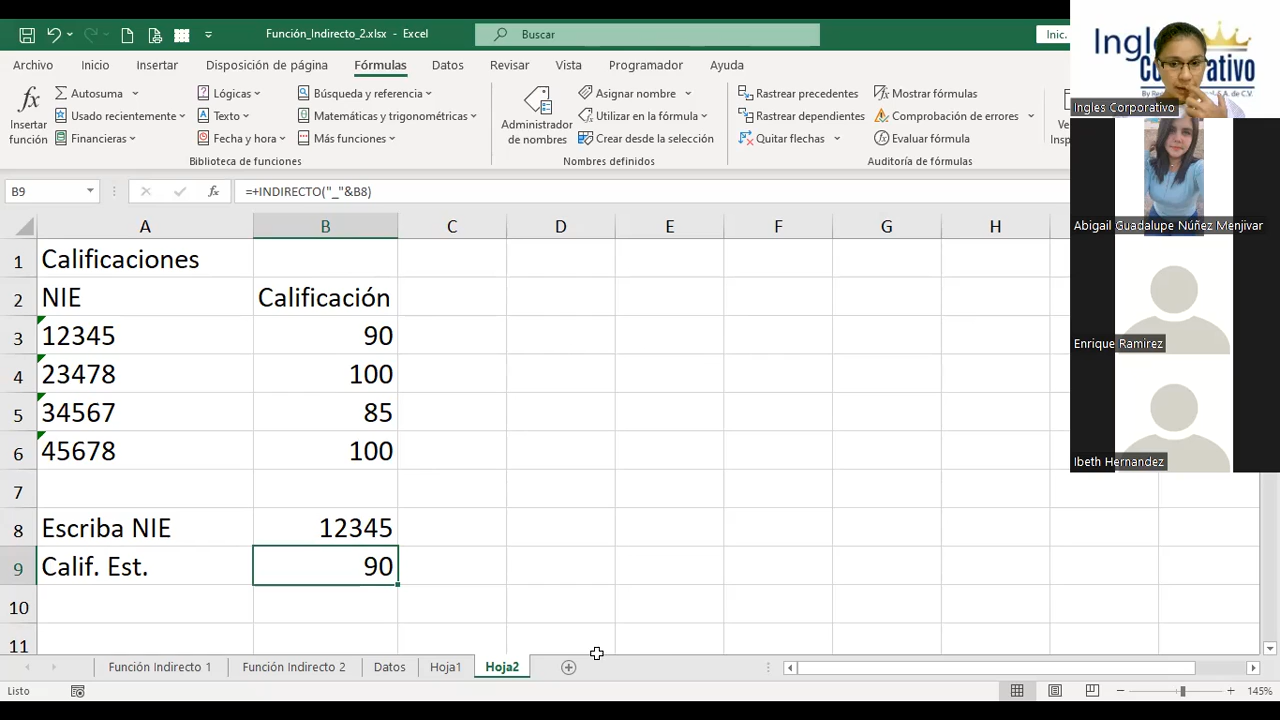 Función_Indirecto_2.xlsx - Excel
Buscar
Inic.
Archivo Inicio Insertar Disposición de página Fórmulas Datos Revisar Vista Programador Ayuda
Insertar función
Autosuma
Usado recientemente
Financieras
Lógicas
Texto
Fecha y hora
Búsqueda y referencia
Matemáticas y trigonométricas
Más funciones
Biblioteca de funciones
Administrador de nombres
Asignar nombre
Utilizar en la fórmula
Crear desde la selección
Nombres definidos
Rastrear precedentes
Rastrear dependientes
Quitar flechas
Mostrar fórmulas
Comprobación de errores
Evaluar fórmula
Auditoría de fórmulas
Ve
B9 fx =+INDIRECTO("_"&B8)
A B C D E F G H
1 Calificaciones
2 NIE Calificación
3 12345 90
4 23478 100
5 34567 85
6 45678 100
7
8 Escriba NIE 12345
9 Calif. Est. 90
10
11
Función Indirecto 1 Función Indirecto 2 Datos Hoja1 Hoja2
Listo
145%
Ingles Corporativo
Abigail Guadalupe Núñez Menjivar
Enrique Ramirez
Ibeth Hernandez